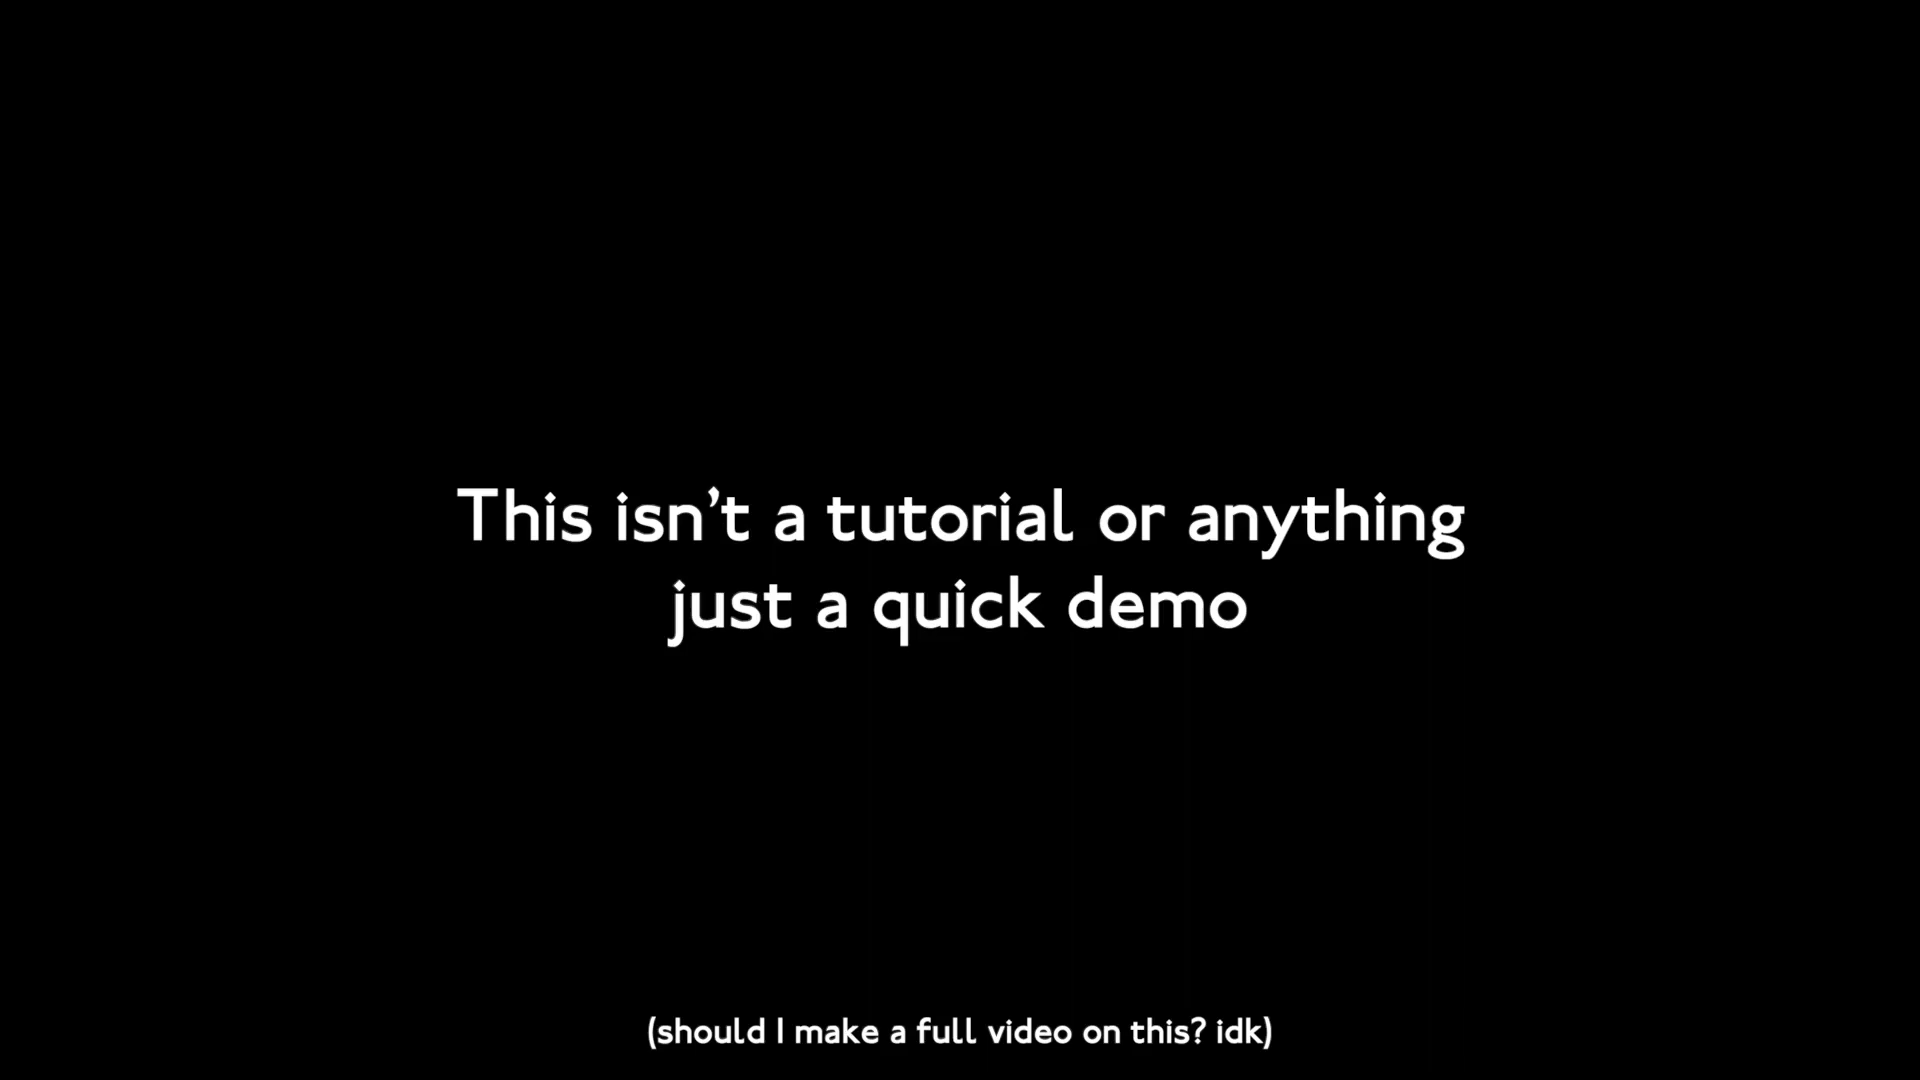 This isn’t a tutorial or anything
just a quick demo
(should I make a full video on this? idk)